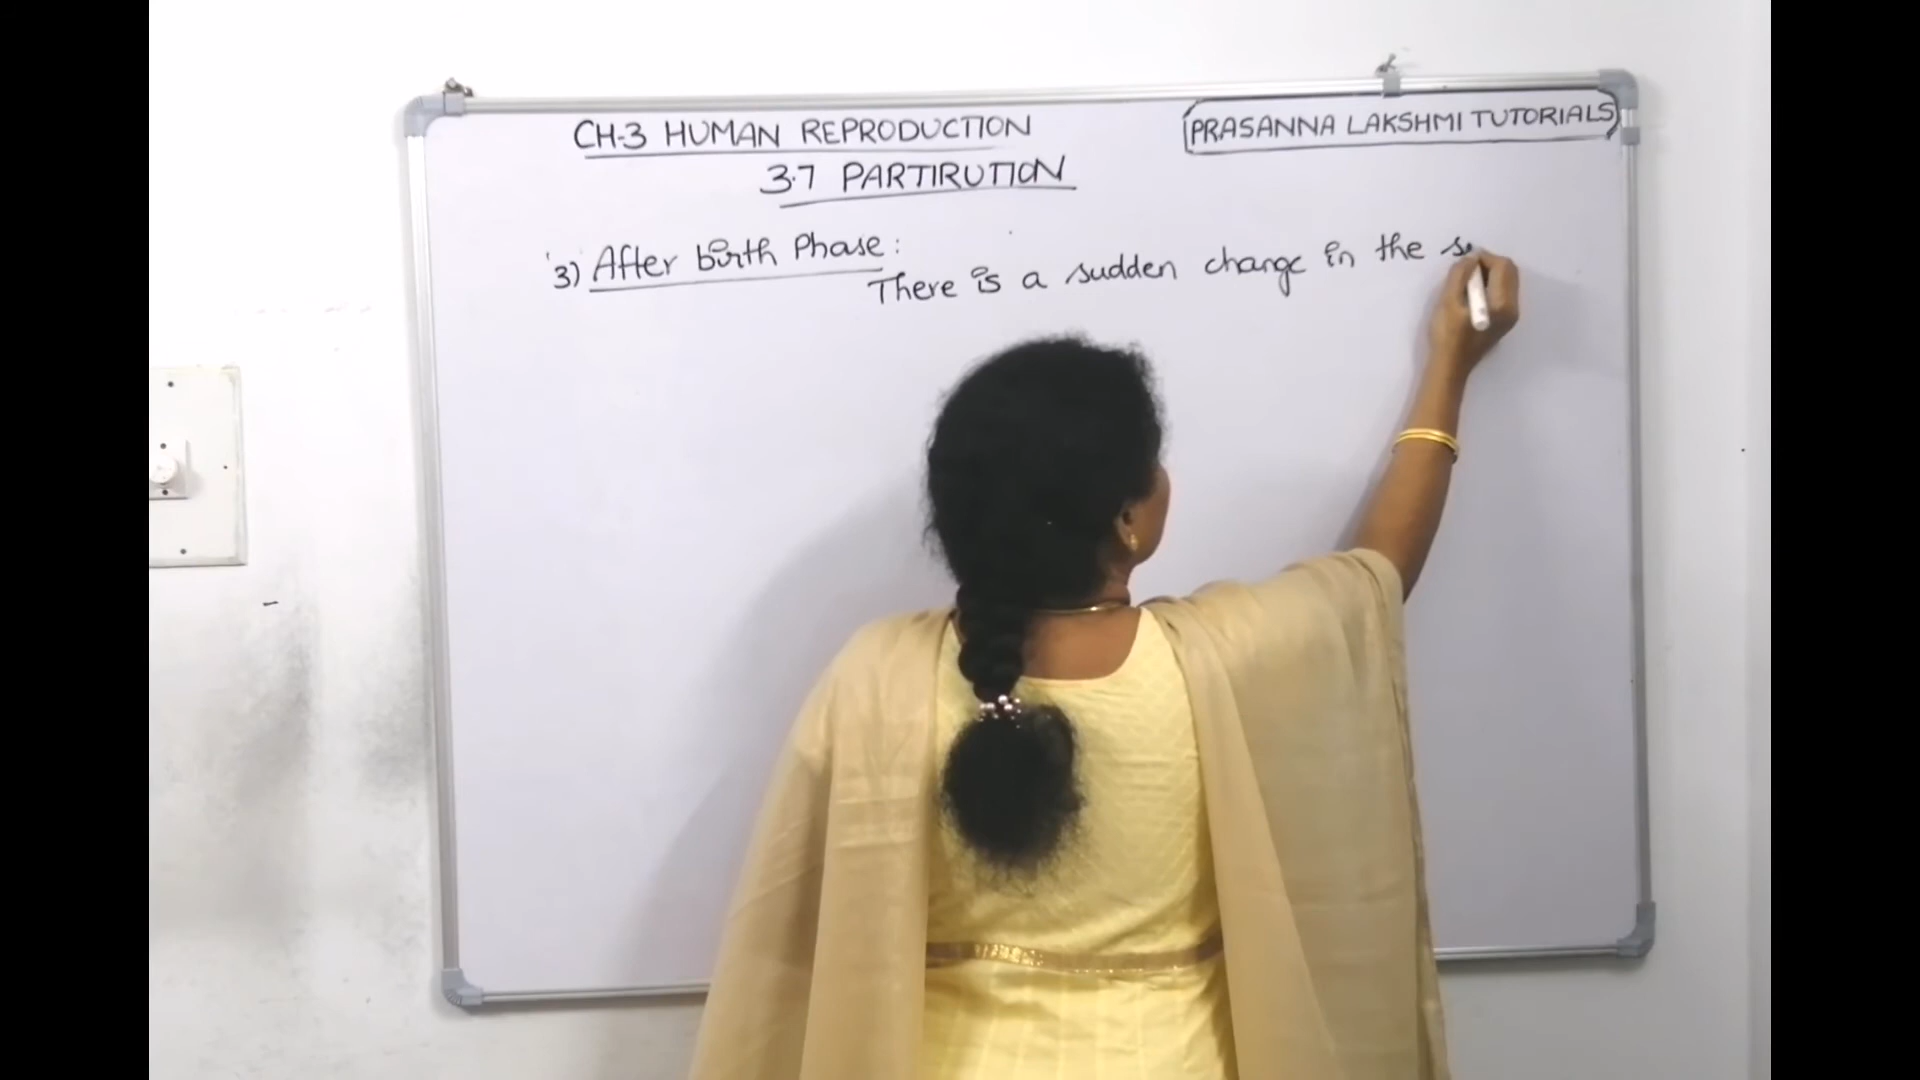 CH-3 HUMAN REPRODUCTION
PRASANNA LAKSHMI TUTORIALS
3.7 PARTIRUTION
3) After birth Phase:
There is a sudden change in the